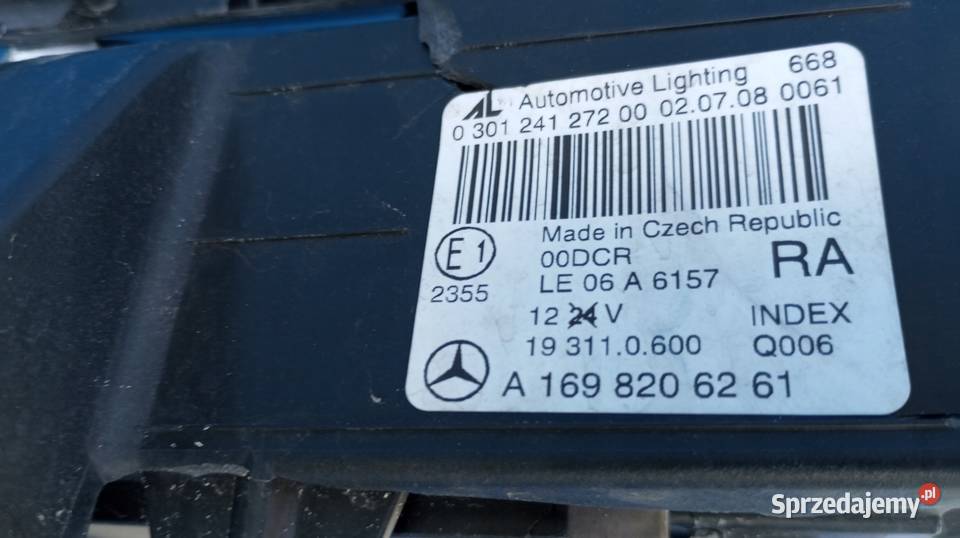 AL Automotive Lighting 668
0 301 241 272 00 02.07.08 0061
Made in Czech Republic
E1 00DCR RA
2355 LE 06 A 6157
12 24 V INDEX
19 311.0.600 Q006
A 169 820 62 61
Sprzedajemy.pl